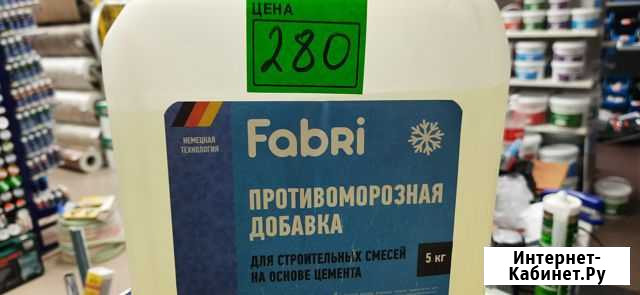 ЦЕНА
280
НЕМЕЦКАЯ
ТЕХНОЛОГИЯ
Fabri
ПРОТИВОМОРОЗНАЯ
ДОБАВКА
ДЛЯ СТРОИТЕЛЬНЫХ СМЕСЕЙ
НА ОСНОВЕ ЦЕМЕНТА
5 кг
Интернет-
Кабинет.Ру